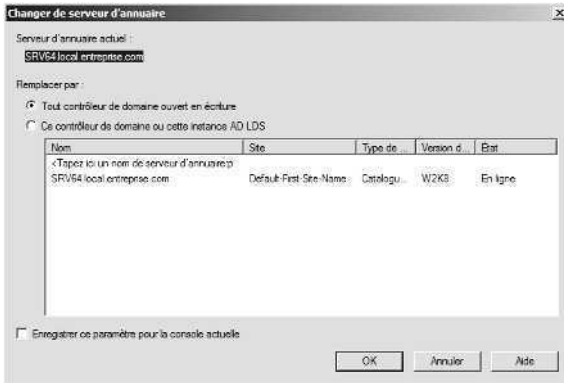 Changer de serveur d'annuaire
Serveur d'annuaire actuel :
SRV64.local.entreprise.com
Remplacer par :
Tout contrôleur de domaine ouvert en écriture
Ce contrôleur de domaine ou cette instance AD LDS
Nom Site Type de ... Version d... État
<Tapez ici un nom de serveur d'annuaire:p
SRV64.local.entreprise.com Default-First-Site-Name Catalogu... W2K8 En ligne
Enregistrer ce paramètre pour la console actuelle
OK Annuler Aide